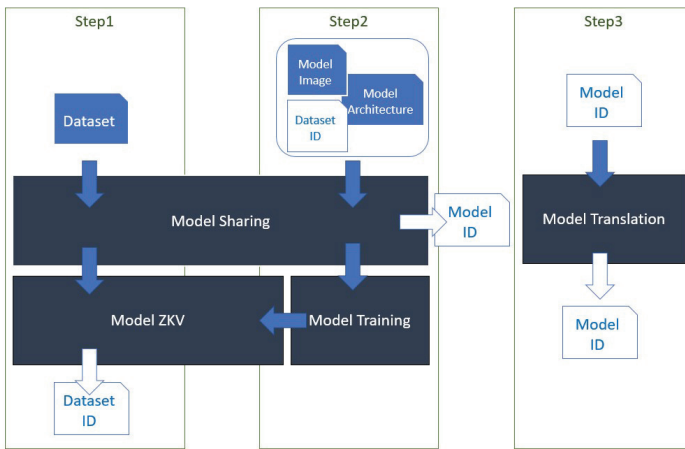 Step1
Step2
Step3
Dataset
Model
Image
Model
Architecture
Dataset
ID
Model
ID
Model Sharing
Model
ID
Model Translation
Model ZKV
Model Training
Model
ID
Dataset
ID